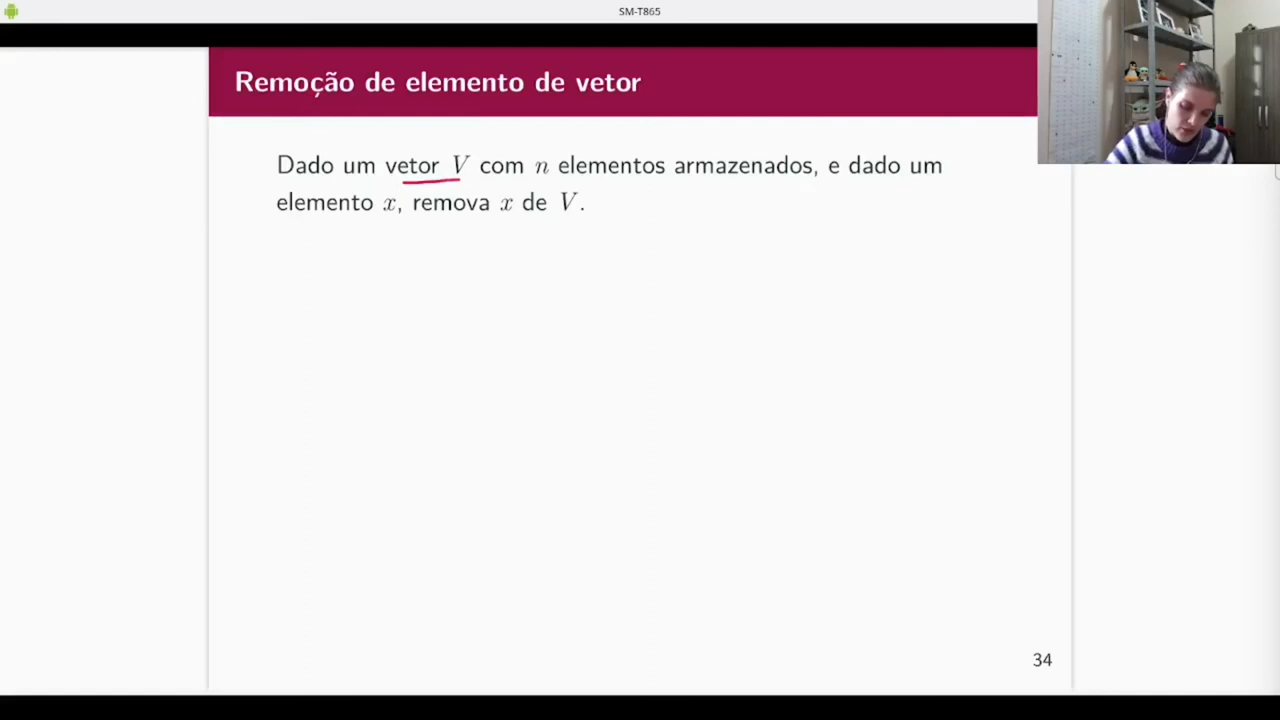 SM-T865
Remoção de elemento de vetor
Dado um vetor V com n elementos armazenados, e dado um
elemento x, remova x de V.
34